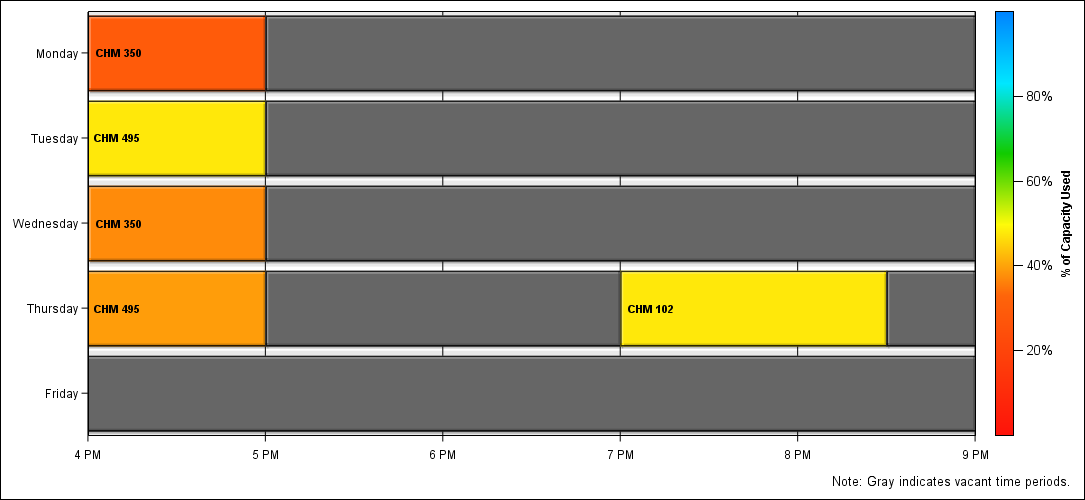 Monday
CHM 350
Tuesday
CHM 495
Wednesday
CHM 350
Thursday
CHM 495
CHM 102
Friday
4 PM
5 PM
6 PM
7 PM
8 PM
9 PM
80%
60%
40%
20%
% of Capacity Used
Note: Gray indicates vacant time periods.